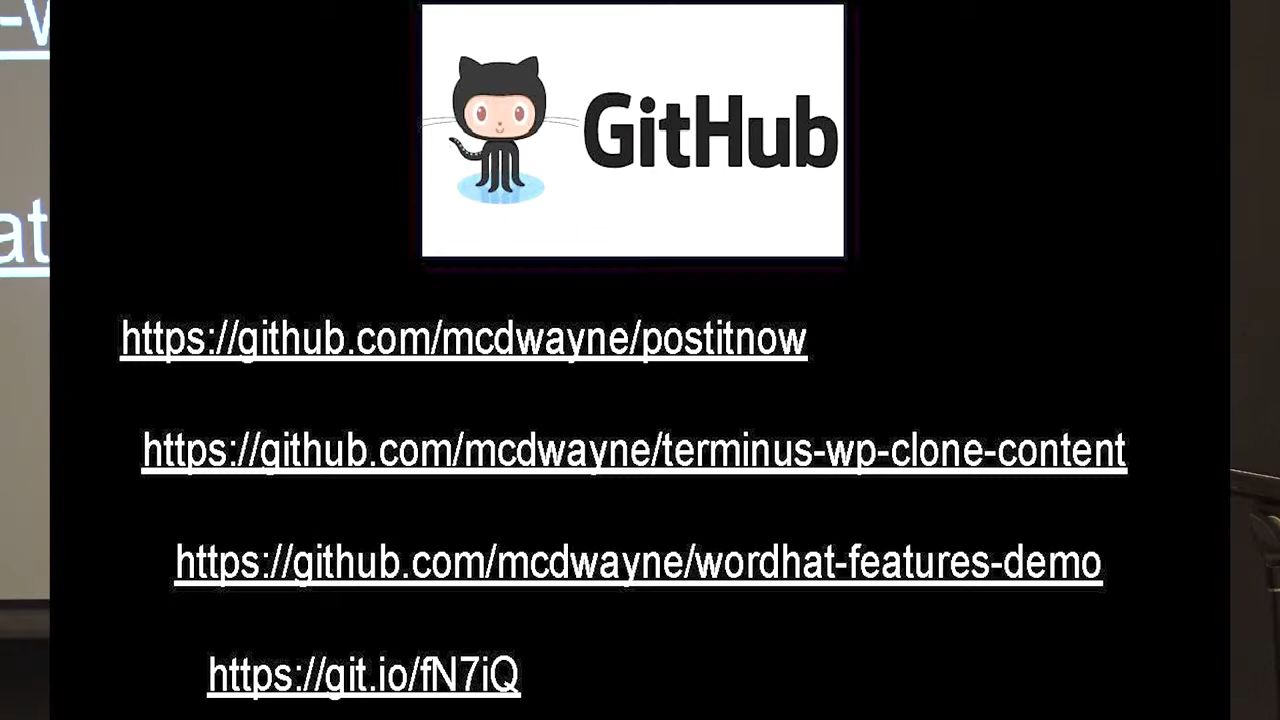 GitHub
https://github.com/mcdwayne/postitnow
https://github.com/mcdwayne/terminus-wp-clone-content
https://github.com/mcdwayne/wordhat-features-demo
https://git.io/fN7iQ